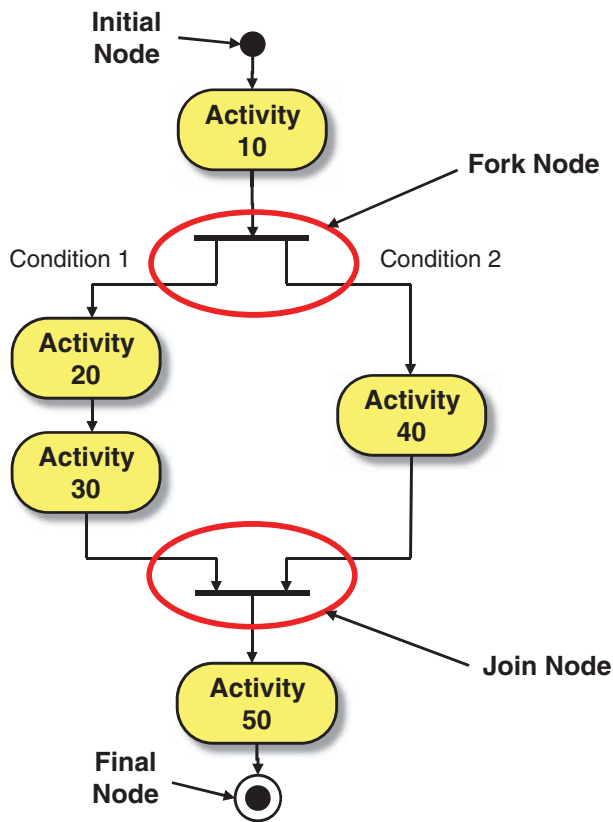 Initial
Node
Activity
10
Fork Node
Condition 1
Condition 2
Activity
20
Activity
40
Activity
30
Join Node
Activity
50
Final
Node